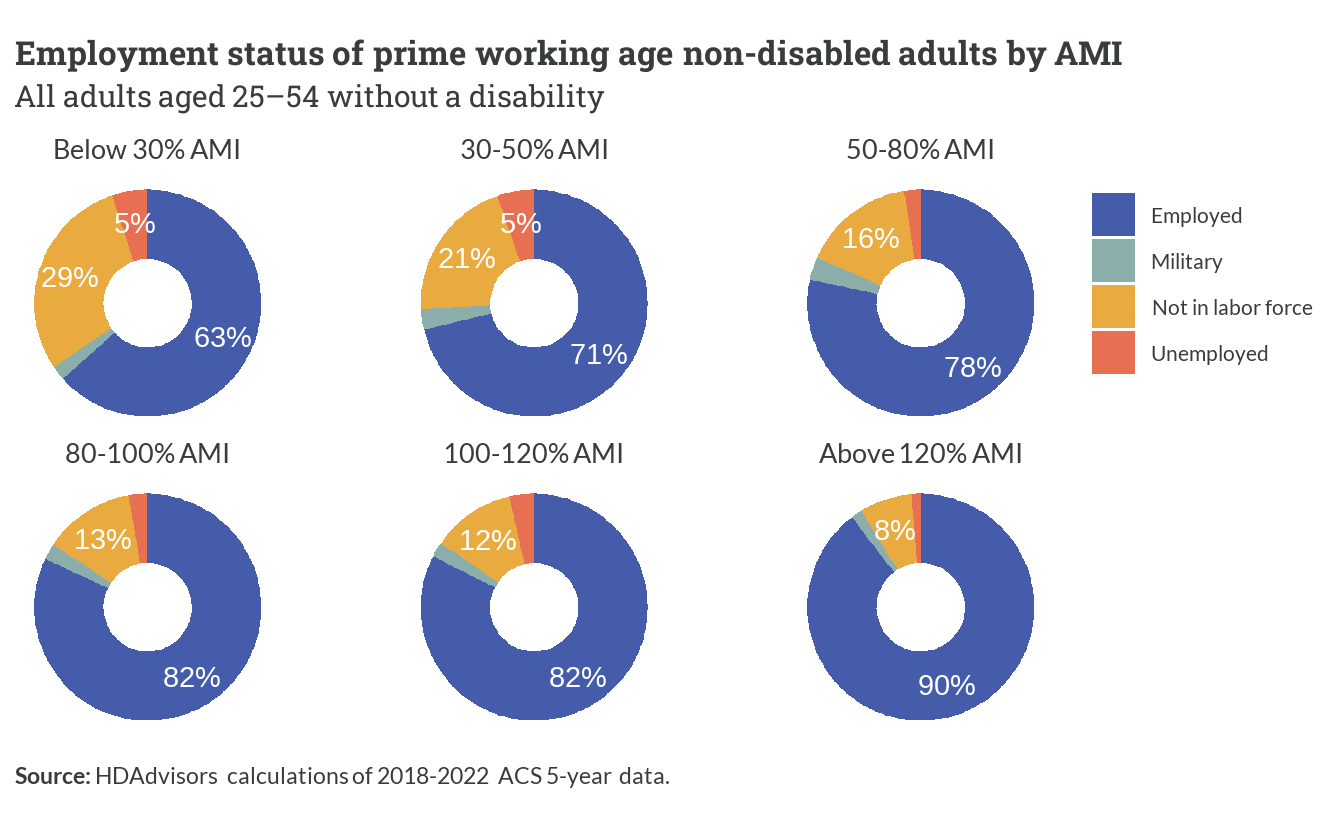 Employment status of prime working age non-disabled adults by AMI
All adults aged 25–54 without a disability
Below 30% AMI
30-50% AMI
50-80% AMI
5%
29%
63%
5%
21%
71%
16%
78%
Employed
Military
Not in labor force
Unemployed
80-100% AMI
100-120% AMI
Above 120% AMI
13%
82%
12%
82%
8%
90%
Source: HDAdvisors calculations of 2018-2022 ACS 5-year data.